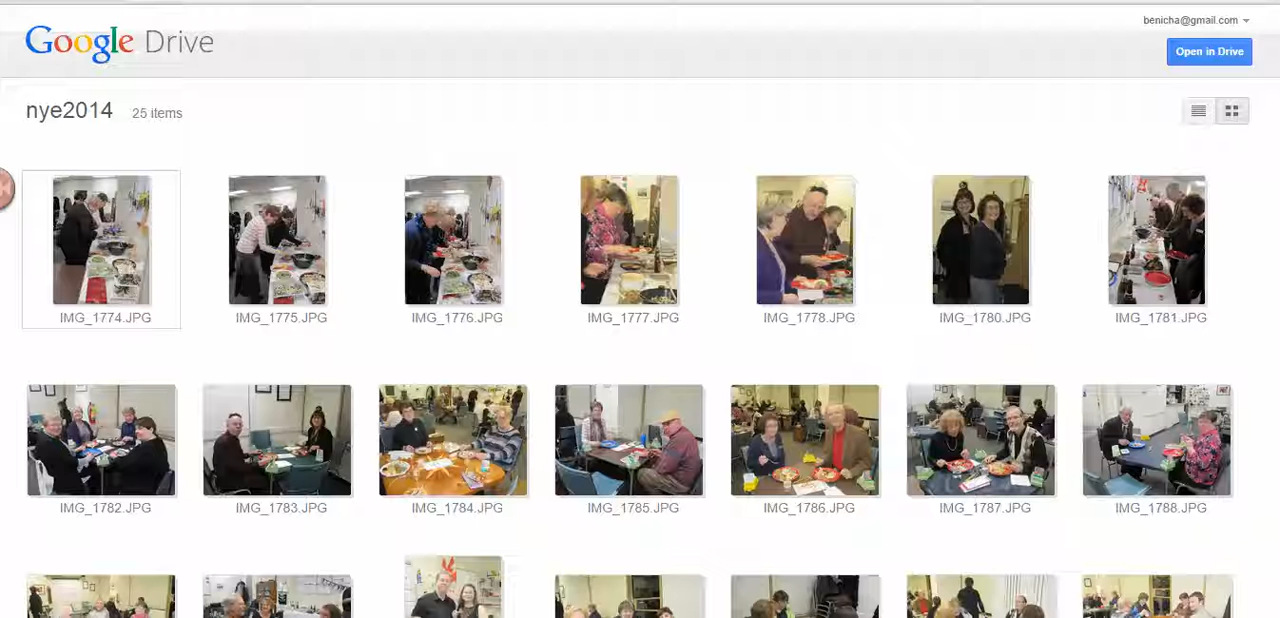 benicha@gmail.com
Google Drive
Open in Drive
nye2014 25 items
IMG_1774.JPG IMG_1775.JPG IMG_1776.JPG IMG_1777.JPG IMG_1778.JPG IMG_1780.JPG IMG_1781.JPG
IMG_1782.JPG IMG_1783.JPG IMG_1784.JPG IMG_1785.JPG IMG_1786.JPG IMG_1787.JPG IMG_1788.JPG